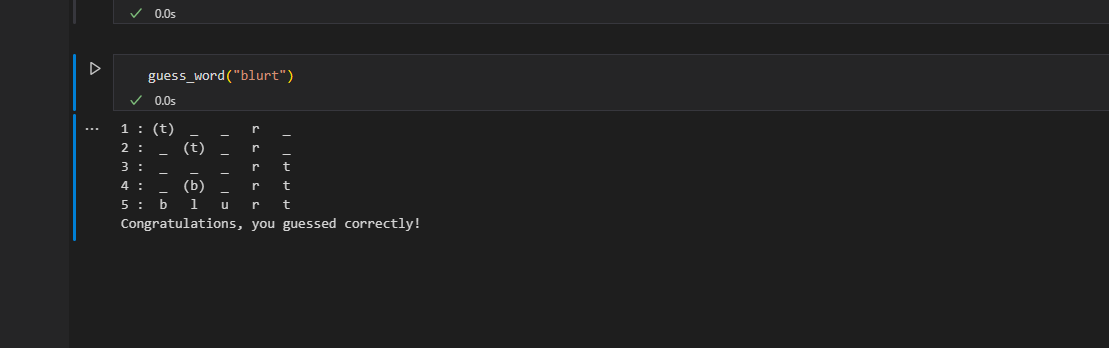 0.0s
guess_word("blurt")
0.0s
1 : (t) _ _ r _
2 : _ (t) _ r _
3 : _ _ _ r t
4 : _ (b) _ r t
5 : b l u r t
Congratulations, you guessed correctly!